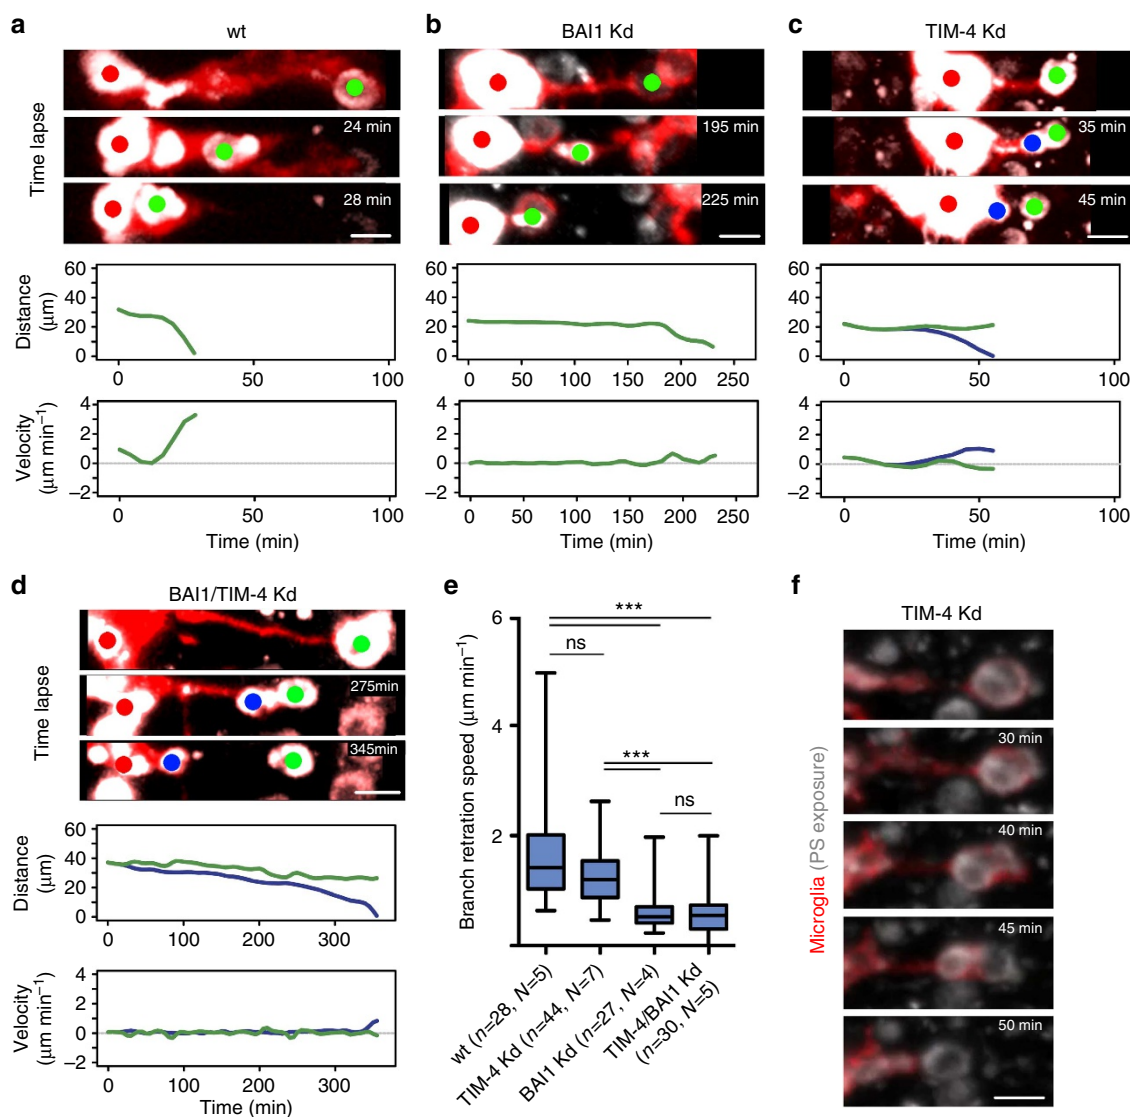 a
wt
Time lapse
24 min
28 min
Distance
(μm)
60
40
20
0
0
50
100
Velocity
(μm min⁻¹)
4
2
0
−2
0
50
100
Time (min)
b
BAI1 Kd
195 min
225 min
60
40
20
0
0
50
100
150
200
250
4
2
0
−2
0
50
100
150
200
250
Time (min)
c
TIM-4 Kd
35 min
45 min
60
40
20
0
0
50
100
4
2
0
−2
0
50
100
Time (min)
d
BAI1/TIM-4 Kd
Time lapse
275min
345min
Distance
(μm)
60
40
20
0
0
100
200
300
Velocity
(μm min⁻¹)
4
2
0
−2
0
100
200
300
Time (min)
e
Branch retration speed (μm min⁻¹)
6
4
2
***
ns
***
ns
wt (n=28, N=5)
TIM-4 Kd (n=44, N=7)
BAI1 Kd (n=27, N=4)
TIM-4/BAI1 Kd
(n=30, N=5)
f
TIM-4 Kd
Microglia (PS exposure)
30 min
40 min
45 min
50 min